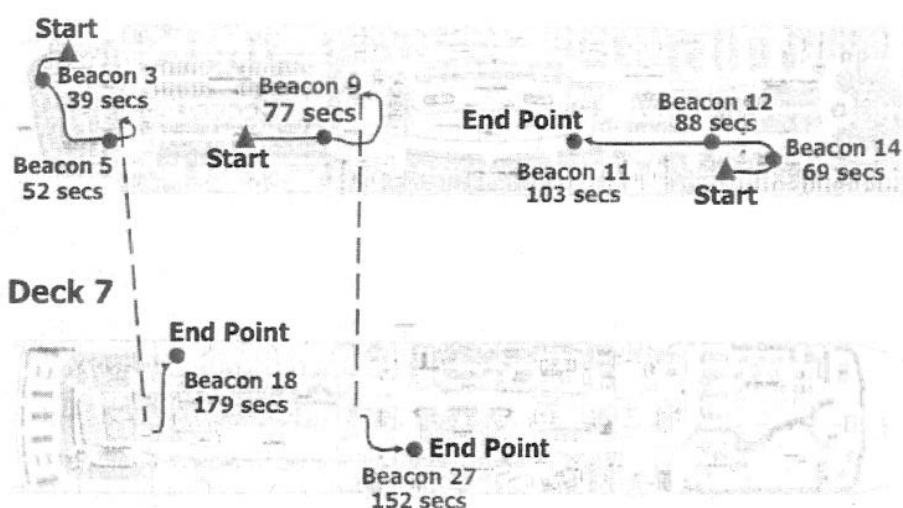 Start
Beacon 3
39 secs
Beacon 5
52 secs
Beacon 9
77 secs
Start
End Point
Beacon 11
103 secs
Beacon 12
88 secs
Beacon 14
69 secs
Start
Deck 7
End Point
Beacon 18
179 secs
End Point
Beacon 27
152 secs